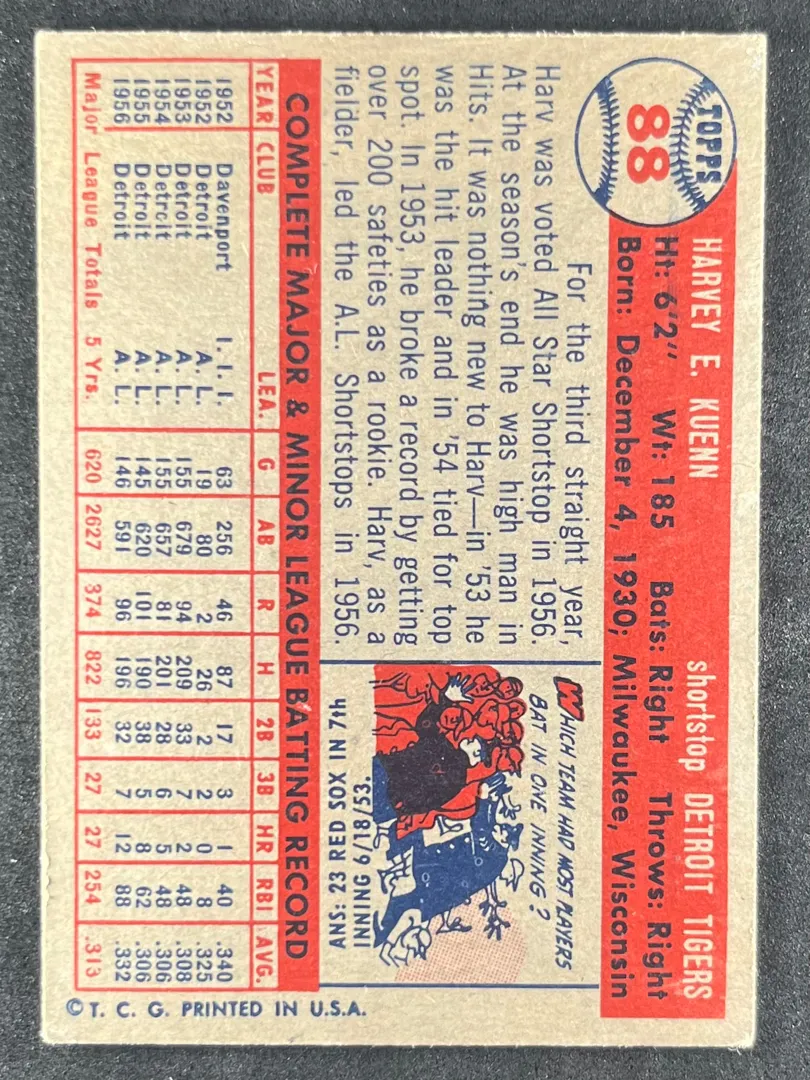 TOPPS
88
HARVEY E. KUENN shortstop DETROIT TIGERS
Ht: 6'2" Wt: 185 Bats: Right Throws: Right
Born: December 4, 1930; Milwaukee, Wisconsin
For the third straight year,
Harv was voted All Star Shortstop in 1956.
At the season's end he was high man in
Hits. It was nothing new to Harv—in '53 he
was the hit leader and in '54 tied for top
spot. In 1953, he broke a record by getting
over 200 safeties as a rookie. Harv, as a
fielder, led the A.L. Shortstops in 1956.
WHICH TEAM HAD MOST PLAYERS
BAT IN ONE INNING?
ANS: 23 RED SOX IN 7th
INNING 6/18/53.
COMPLETE MAJOR & MINOR LEAGUE BATTING RECORD
YEAR CLUB LEA. G AB R H 2B 3B HR RBI AVG.
1952 Davenport I. I. I. 63 256 46 87 17 3 1 40 .340
1952 Detroit A. L. 19 80 2 26 2 2 0 8 .325
1953 Detroit A. L. 155 679 94 209 33 7 2 48 .308
1954 Detroit A. L. 155 657 81 201 28 6 5 48 .306
1955 Detroit A. L. 145 620 101 190 38 5 8 62 .306
1956 Detroit A. L. 146 591 96 196 32 7 12 88 .332
Major League Totals 5 Yrs. 620 2627 374 822 133 27 27 254 .313
© T. C. G. PRINTED IN U.S.A.